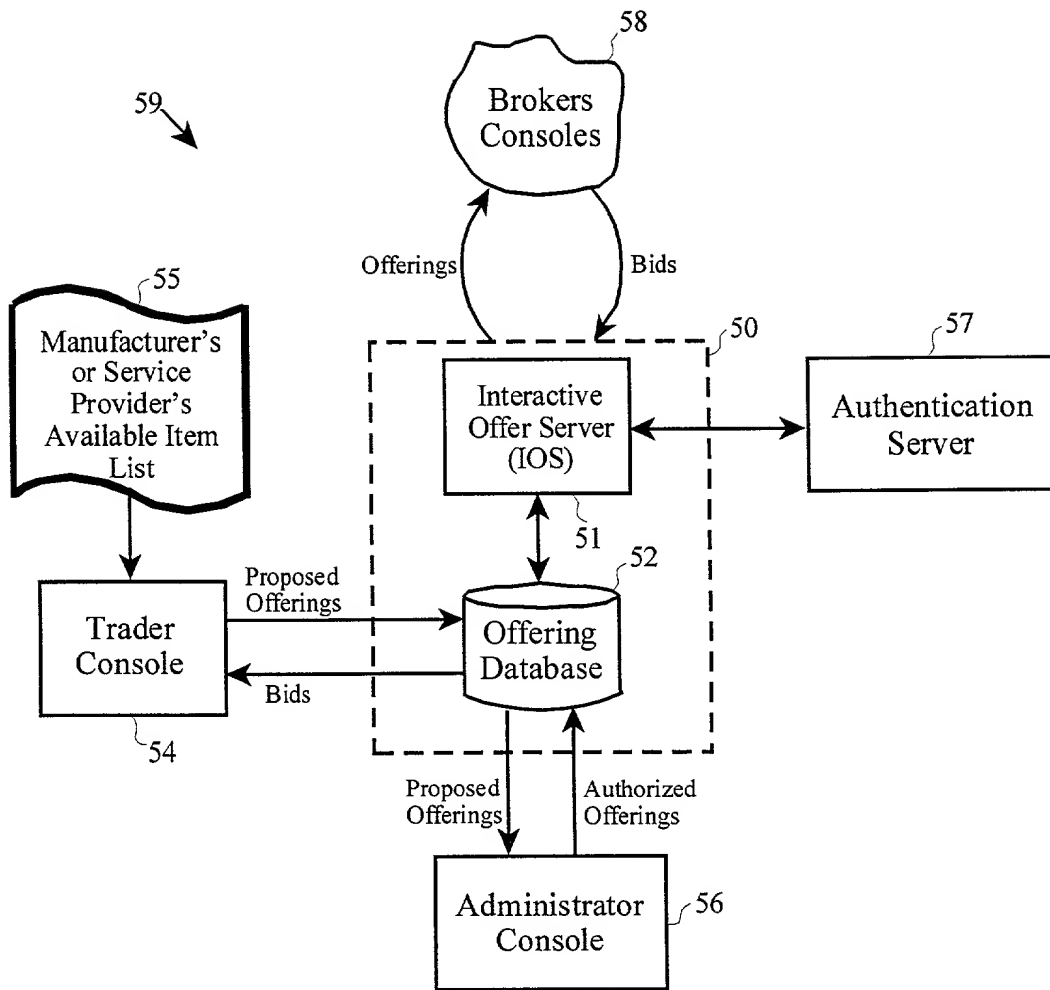 58
Brokers
Consoles
59
Offerings
Bids
55
Manufacturer's
or Service
Provider's
Available Item
List
50
57
Interactive
Offer Server
(IOS)
Authentication
Server
51
52
Proposed
Offerings
Trader
Console
Offering
Database
Bids
54
Proposed
Offerings
Authorized
Offerings
Administrator
Console
56